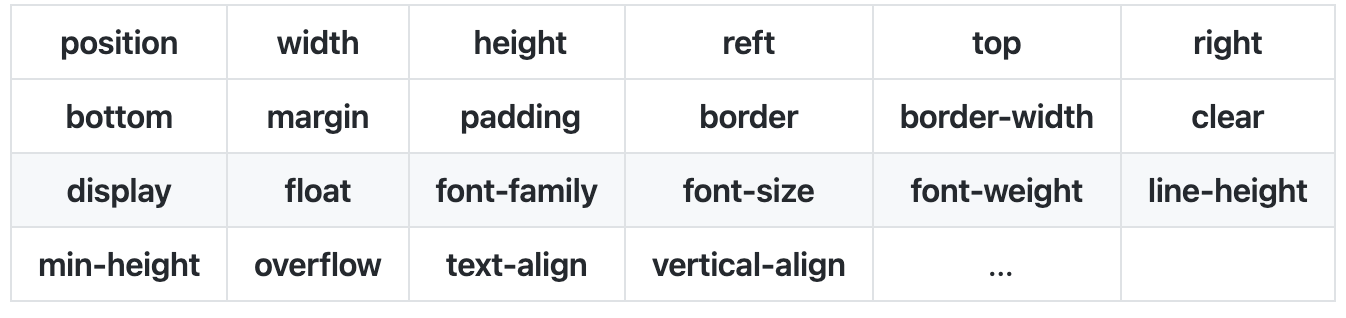 position width height reft top right
bottom margin padding border border-width clear
display float font-family font-size font-weight line-height
min-height overflow text-align vertical-align ...